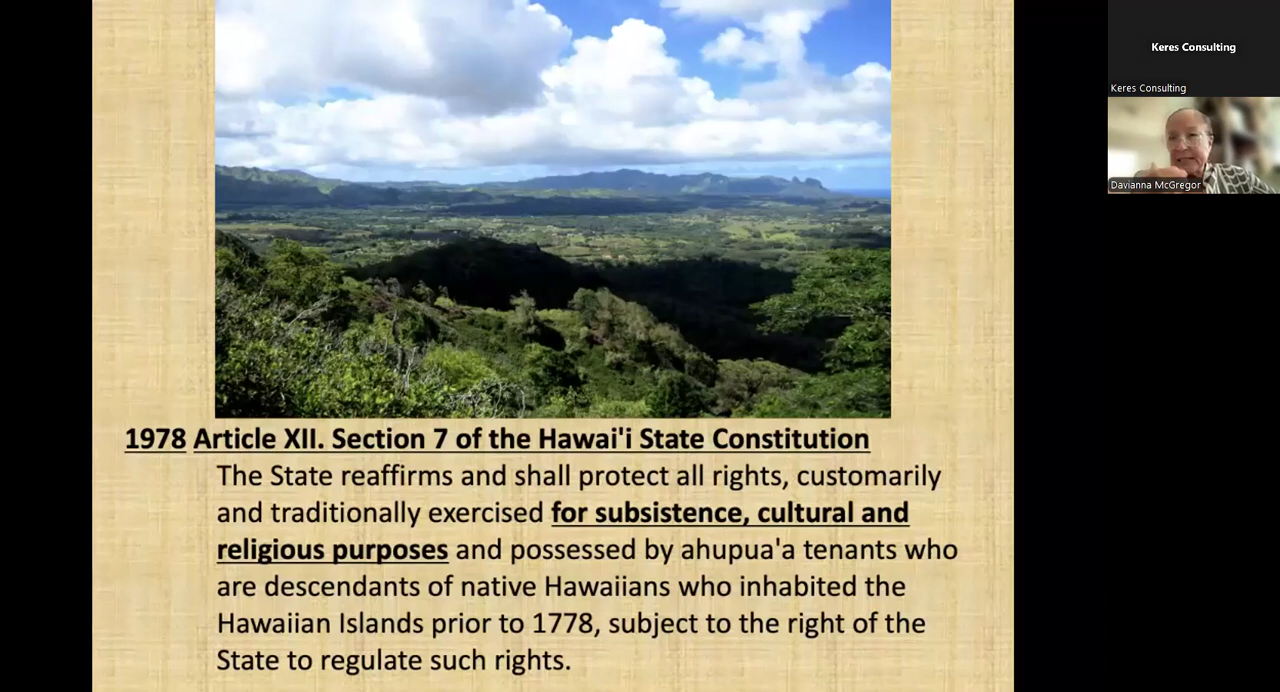 Keres Consulting
Keres Consulting
Davianna McGregor
1978 Article XII. Section 7 of the Hawai'i State Constitution
The State reaffirms and shall protect all rights, customarily
and traditionally exercised for subsistence, cultural and
religious purposes and possessed by ahupua'a tenants who
are descendants of native Hawaiians who inhabited the
Hawaiian Islands prior to 1778, subject to the right of the
State to regulate such rights.